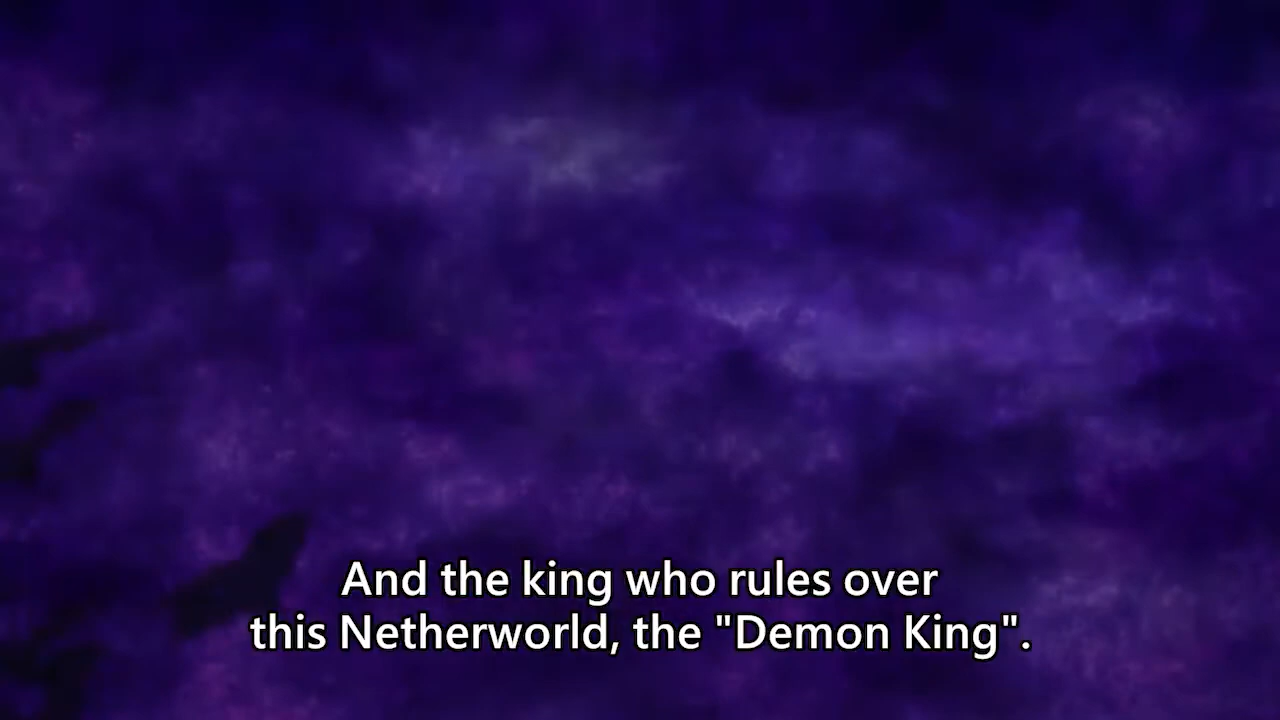 And the king who rules over
this Netherworld, the "Demon King".